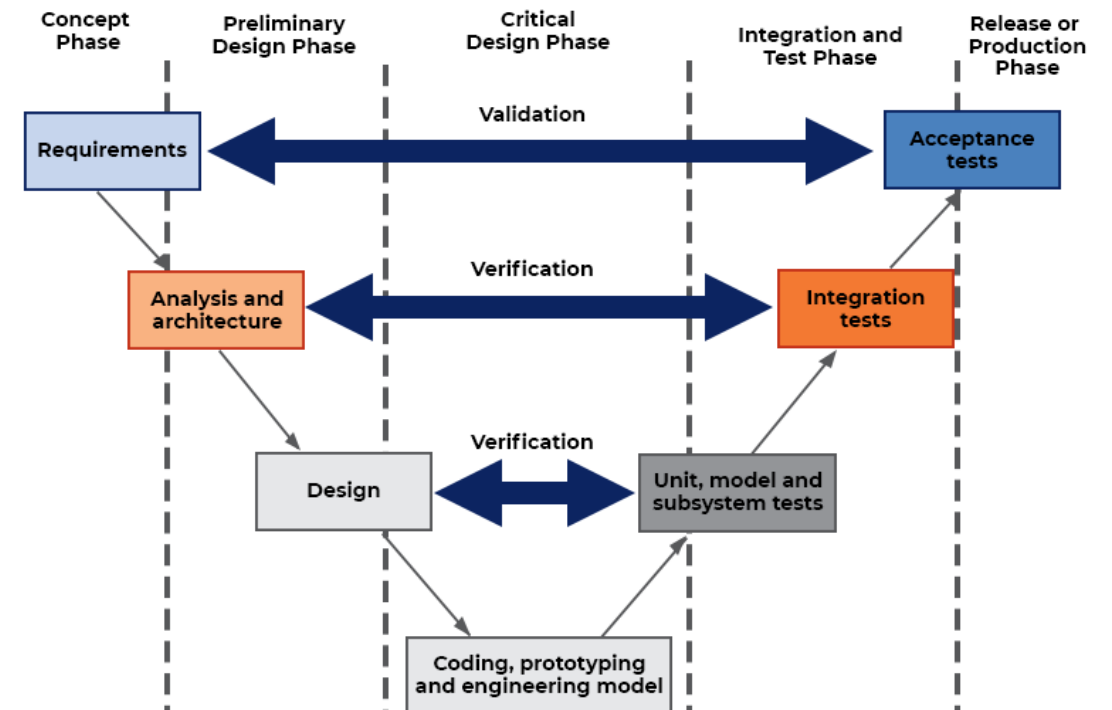 Concept
Phase
Preliminary
Design Phase
Critical
Design Phase
Integration and
Test Phase
Release or
Production
Phase
Validation
Requirements
Acceptance
tests
Verification
Analysis and
architecture
Integration
tests
Verification
Design
Unit, model and
subsystem tests
Coding, prototyping
and engineering model